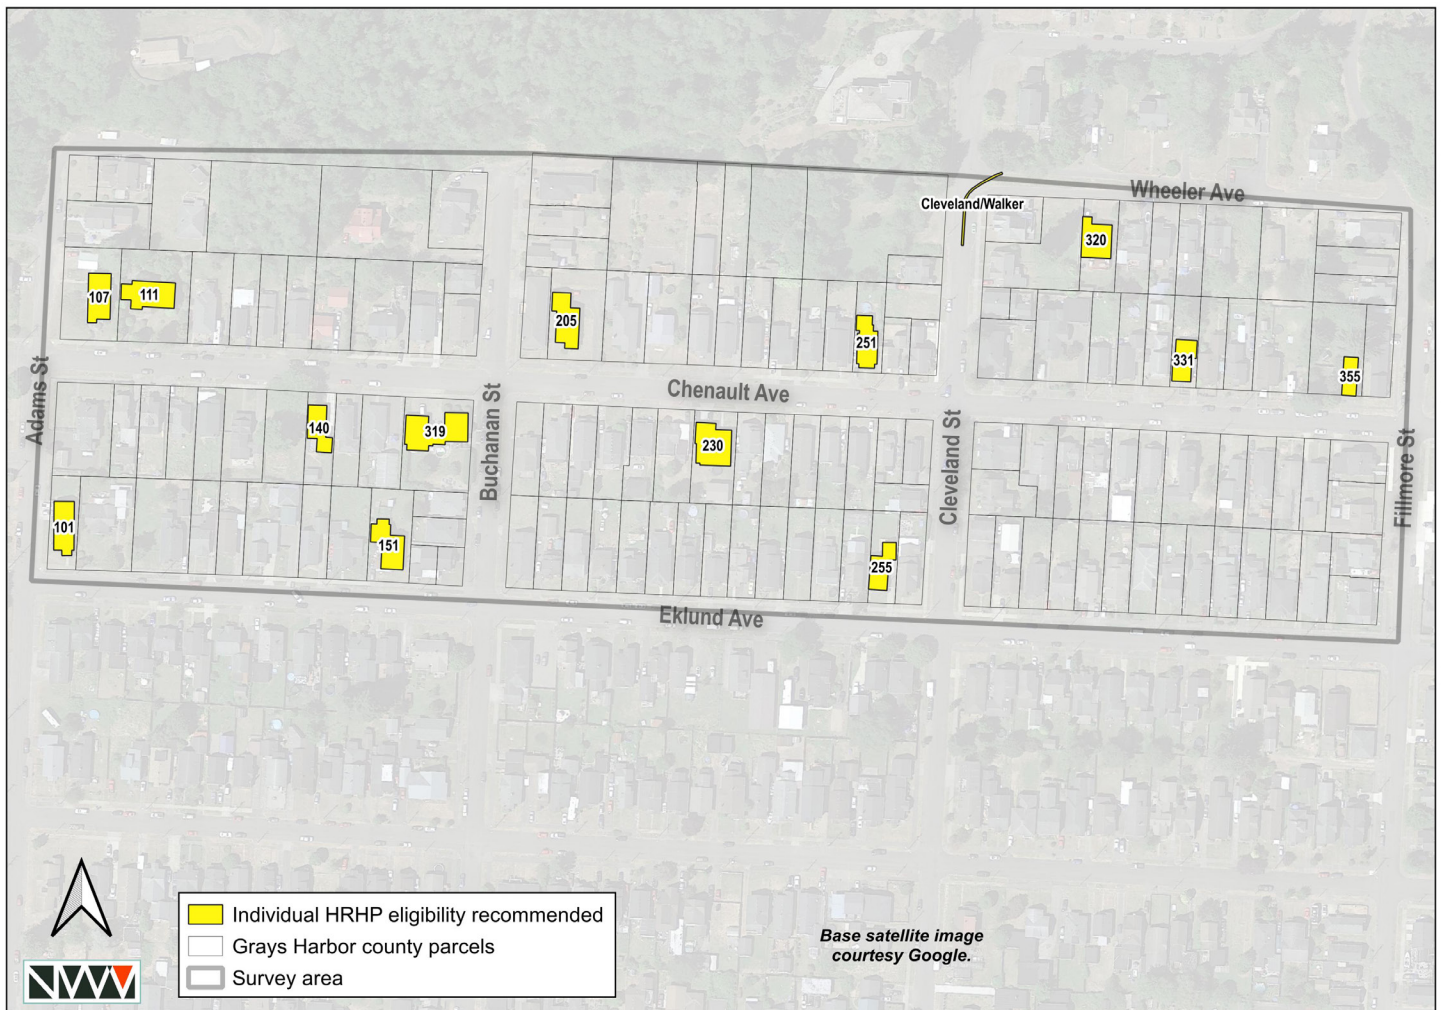 Wheeler Ave
Cleveland/Walker
320
107
111
205
251
331
355
Adams St
Chenault Ave
Buchanan St
140
319
230
Cleveland St
Fillmore St
101
151
255
Eklund Ave
Individual HRHP eligibility recommended
Grays Harbor county parcels
Survey area
Base satellite image
courtesy Google.
NWV